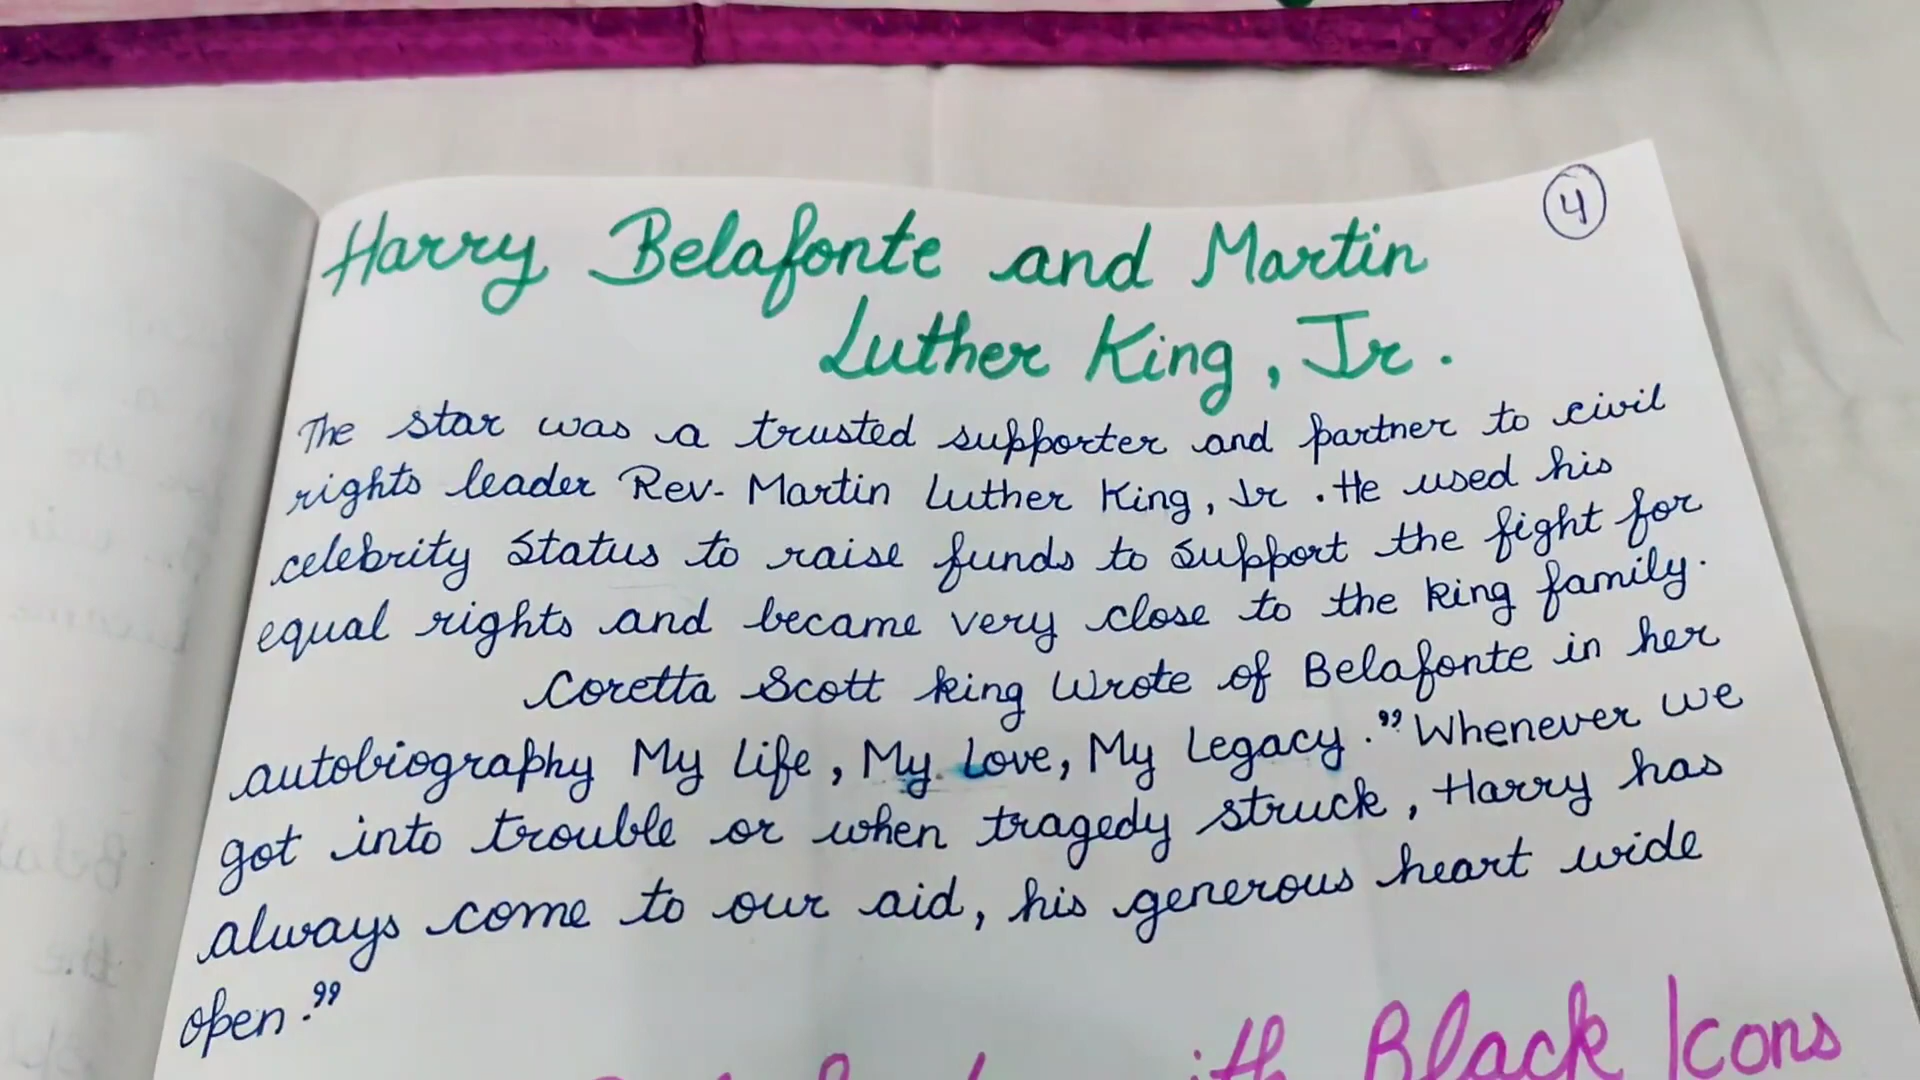 4
Harry Belafonte and Martin
Luther King, Jr.
The star was a trusted supporter and partner to civil
rights leader Rev- Martin Luther King, Jr. He used his
celebrity Status to raise funds to Support the fight for
equal rights and became very close to the King family.
Coretta Scott King Wrote of Belafonte in her
autobiography My Life, My Love, My Legacy." Whenever we
got into trouble or when tragedy struck, Harry has
always come to our aid, his generous heart wide
open."
with Black Icons